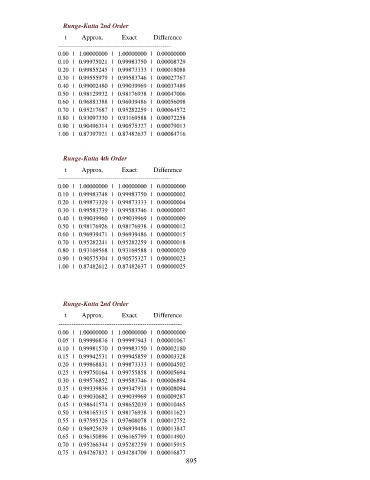 Runge-Kutta 2nd Order
t Approx. Exact Difference
0.00 | 1.00000000 | 1.00000000 | 0.00000000
0.10 | 0.99975021 | 0.99983750 | 0.00008729
0.20 | 0.99855245 | 0.99873333 | 0.00018088
0.30 | 0.99555979 | 0.99583746 | 0.00027767
0.40 | 0.99002480 | 0.99039969 | 0.00037489
0.50 | 0.98129932 | 0.98176938 | 0.00047006
0.60 | 0.96883388 | 0.96939486 | 0.00056098
0.70 | 0.95217687 | 0.95282259 | 0.00064572
0.80 | 0.93097330 | 0.93169588 | 0.00072258
0.90 | 0.90496314 | 0.90575327 | 0.00079013
1.00 | 0.87397921 | 0.87482637 | 0.00084716
Runge-Kutta 4th Order
t Approx. Exact Difference
0.00 | 1.00000000 | 1.00000000 | 0.00000000
0.10 | 0.99983748 | 0.99983750 | 0.00000002
0.20 | 0.99873329 | 0.99873333 | 0.00000004
0.30 | 0.99583739 | 0.99583746 | 0.00000007
0.40 | 0.99039960 | 0.99039969 | 0.00000009
0.50 | 0.98176926 | 0.98176938 | 0.00000012
0.60 | 0.96939471 | 0.96939486 | 0.00000015
0.70 | 0.95282241 | 0.95282259 | 0.00000018
0.80 | 0.93169568 | 0.93169588 | 0.00000020
0.90 | 0.90575304 | 0.90575327 | 0.00000023
1.00 | 0.87482612 | 0.87482637 | 0.00000025
Runge-Kutta 2nd Order
t Approx. Exact Difference
0.00 | 1.00000000 | 1.00000000 | 0.00000000
0.05 | 0.99996876 | 0.99997943 | 0.00001067
0.10 | 0.99981570 | 0.99983750 | 0.00002180
0.15 | 0.99942531 | 0.99945859 | 0.00003328
0.20 | 0.99868831 | 0.99873333 | 0.00004502
0.25 | 0.99750164 | 0.99755858 | 0.00005694
0.30 | 0.99576852 | 0.99583746 | 0.00006894
0.35 | 0.99339836 | 0.99347931 | 0.00008094
0.40 | 0.99030682 | 0.99039969 | 0.00009287
0.45 | 0.98641574 | 0.98652039 | 0.00010465
0.50 | 0.98165315 | 0.98176938 | 0.00011623
0.55 | 0.97595326 | 0.97608078 | 0.00012752
0.60 | 0.96925639 | 0.96939486 | 0.00013847
0.65 | 0.96150896 | 0.96165799 | 0.00014903
0.70 | 0.95266344 | 0.95282259 | 0.00015915
0.75 | 0.94267832 | 0.94284709 | 0.00016877
895